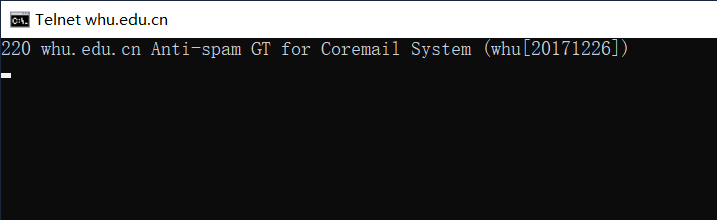 Telnet whu.edu.cn
220 whu.edu.cn Anti-spam GT for Coremail System (whu[20171226])